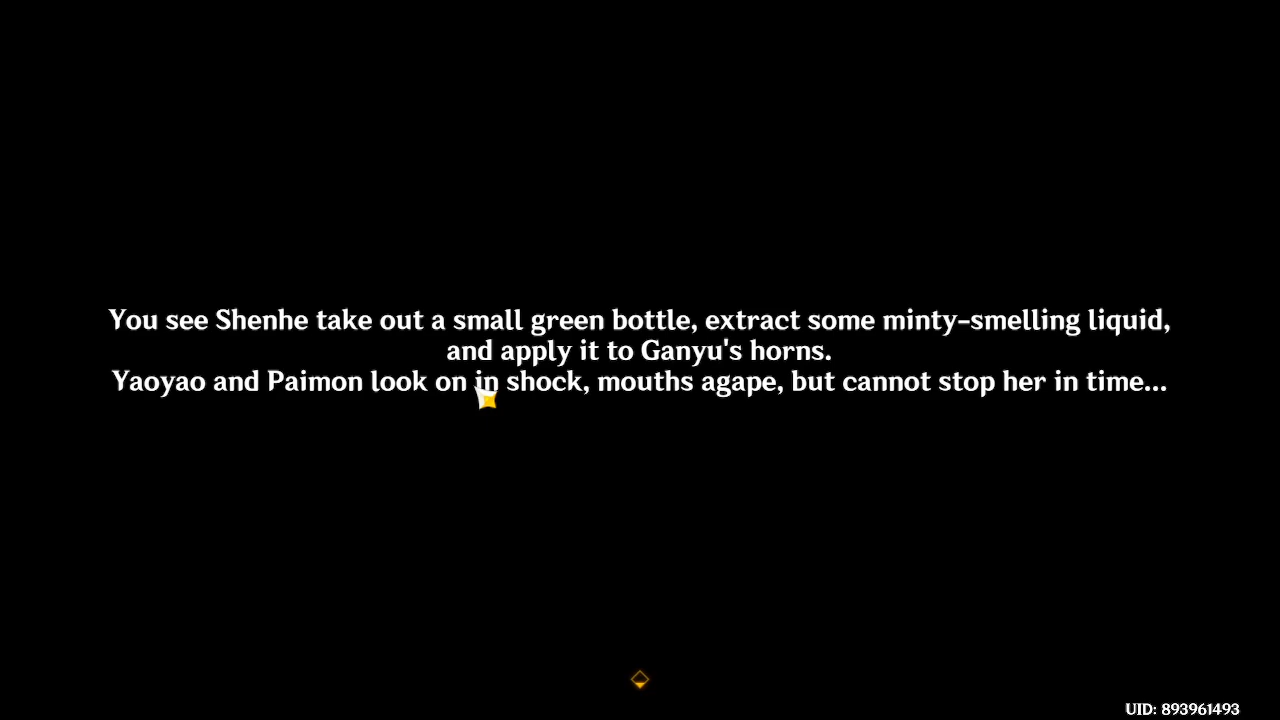 You see Shenhe take out a small green bottle, extract some minty-smelling liquid,
and apply it to Ganyu's horns.
Yaoyao and Paimon look on in shock, mouths agape, but cannot stop her in time...
UID: 893961493